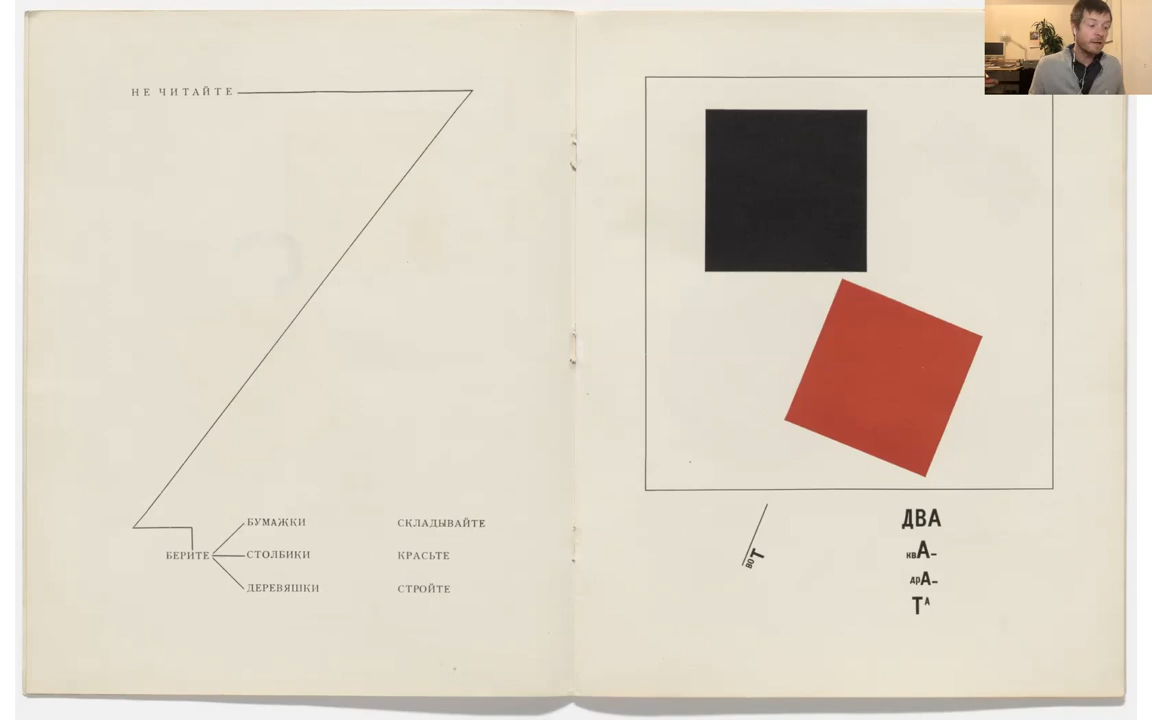 НЕ ЧИТАЙТЕ
БЕРИТЕ
БУМАЖКИ СКЛАДЫВАЙТЕ
СТОЛБИКИ КРАСЬТЕ
ДЕРЕВЯШКИ СТРОЙТЕ
ВОТ
ДВА
квА-
дрА-
ТА